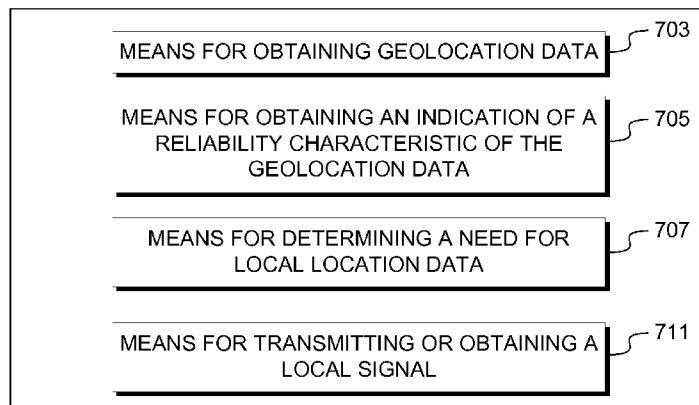 703
MEANS FOR OBTAINING GEOLOCATION DATA
MEANS FOR OBTAINING AN INDICATION OF A
RELIABILITY CHARACTERISTIC OF THE
GEOLOCATION DATA
705
MEANS FOR DETERMINING A NEED FOR
LOCAL LOCATION DATA
707
MEANS FOR TRANSMITTING OR OBTAINING A
LOCAL SIGNAL
711